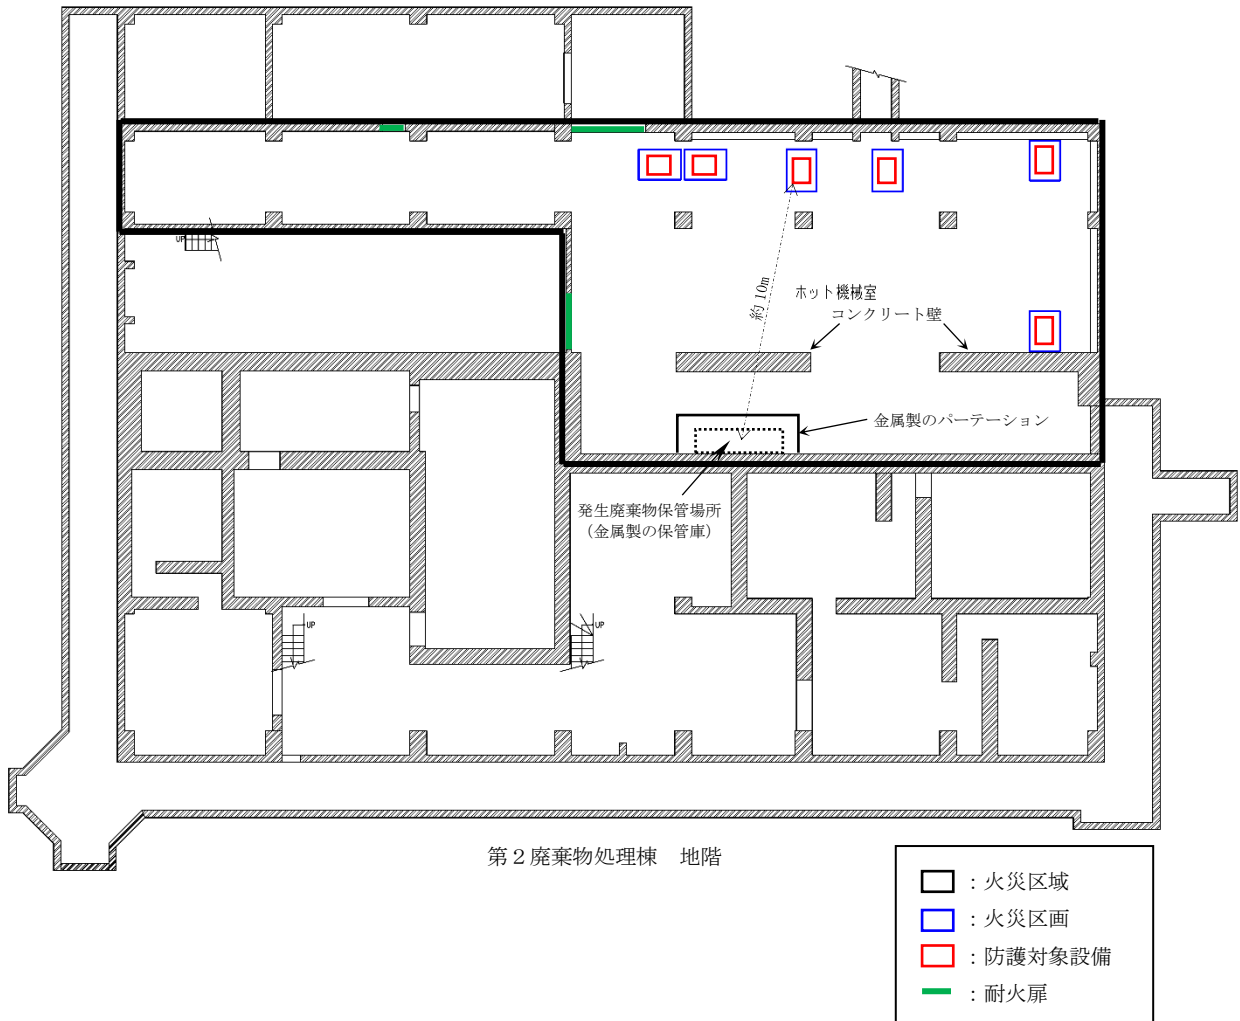 UP
約10m
ホット機械室
コンクリート壁
金属製のパーテーション
発生廃棄物保管場所
（金属製の保管庫）
UP
UP
第２廃棄物処理棟　地階
：火災区域
：火災区画
：防護対象設備
：耐火扉